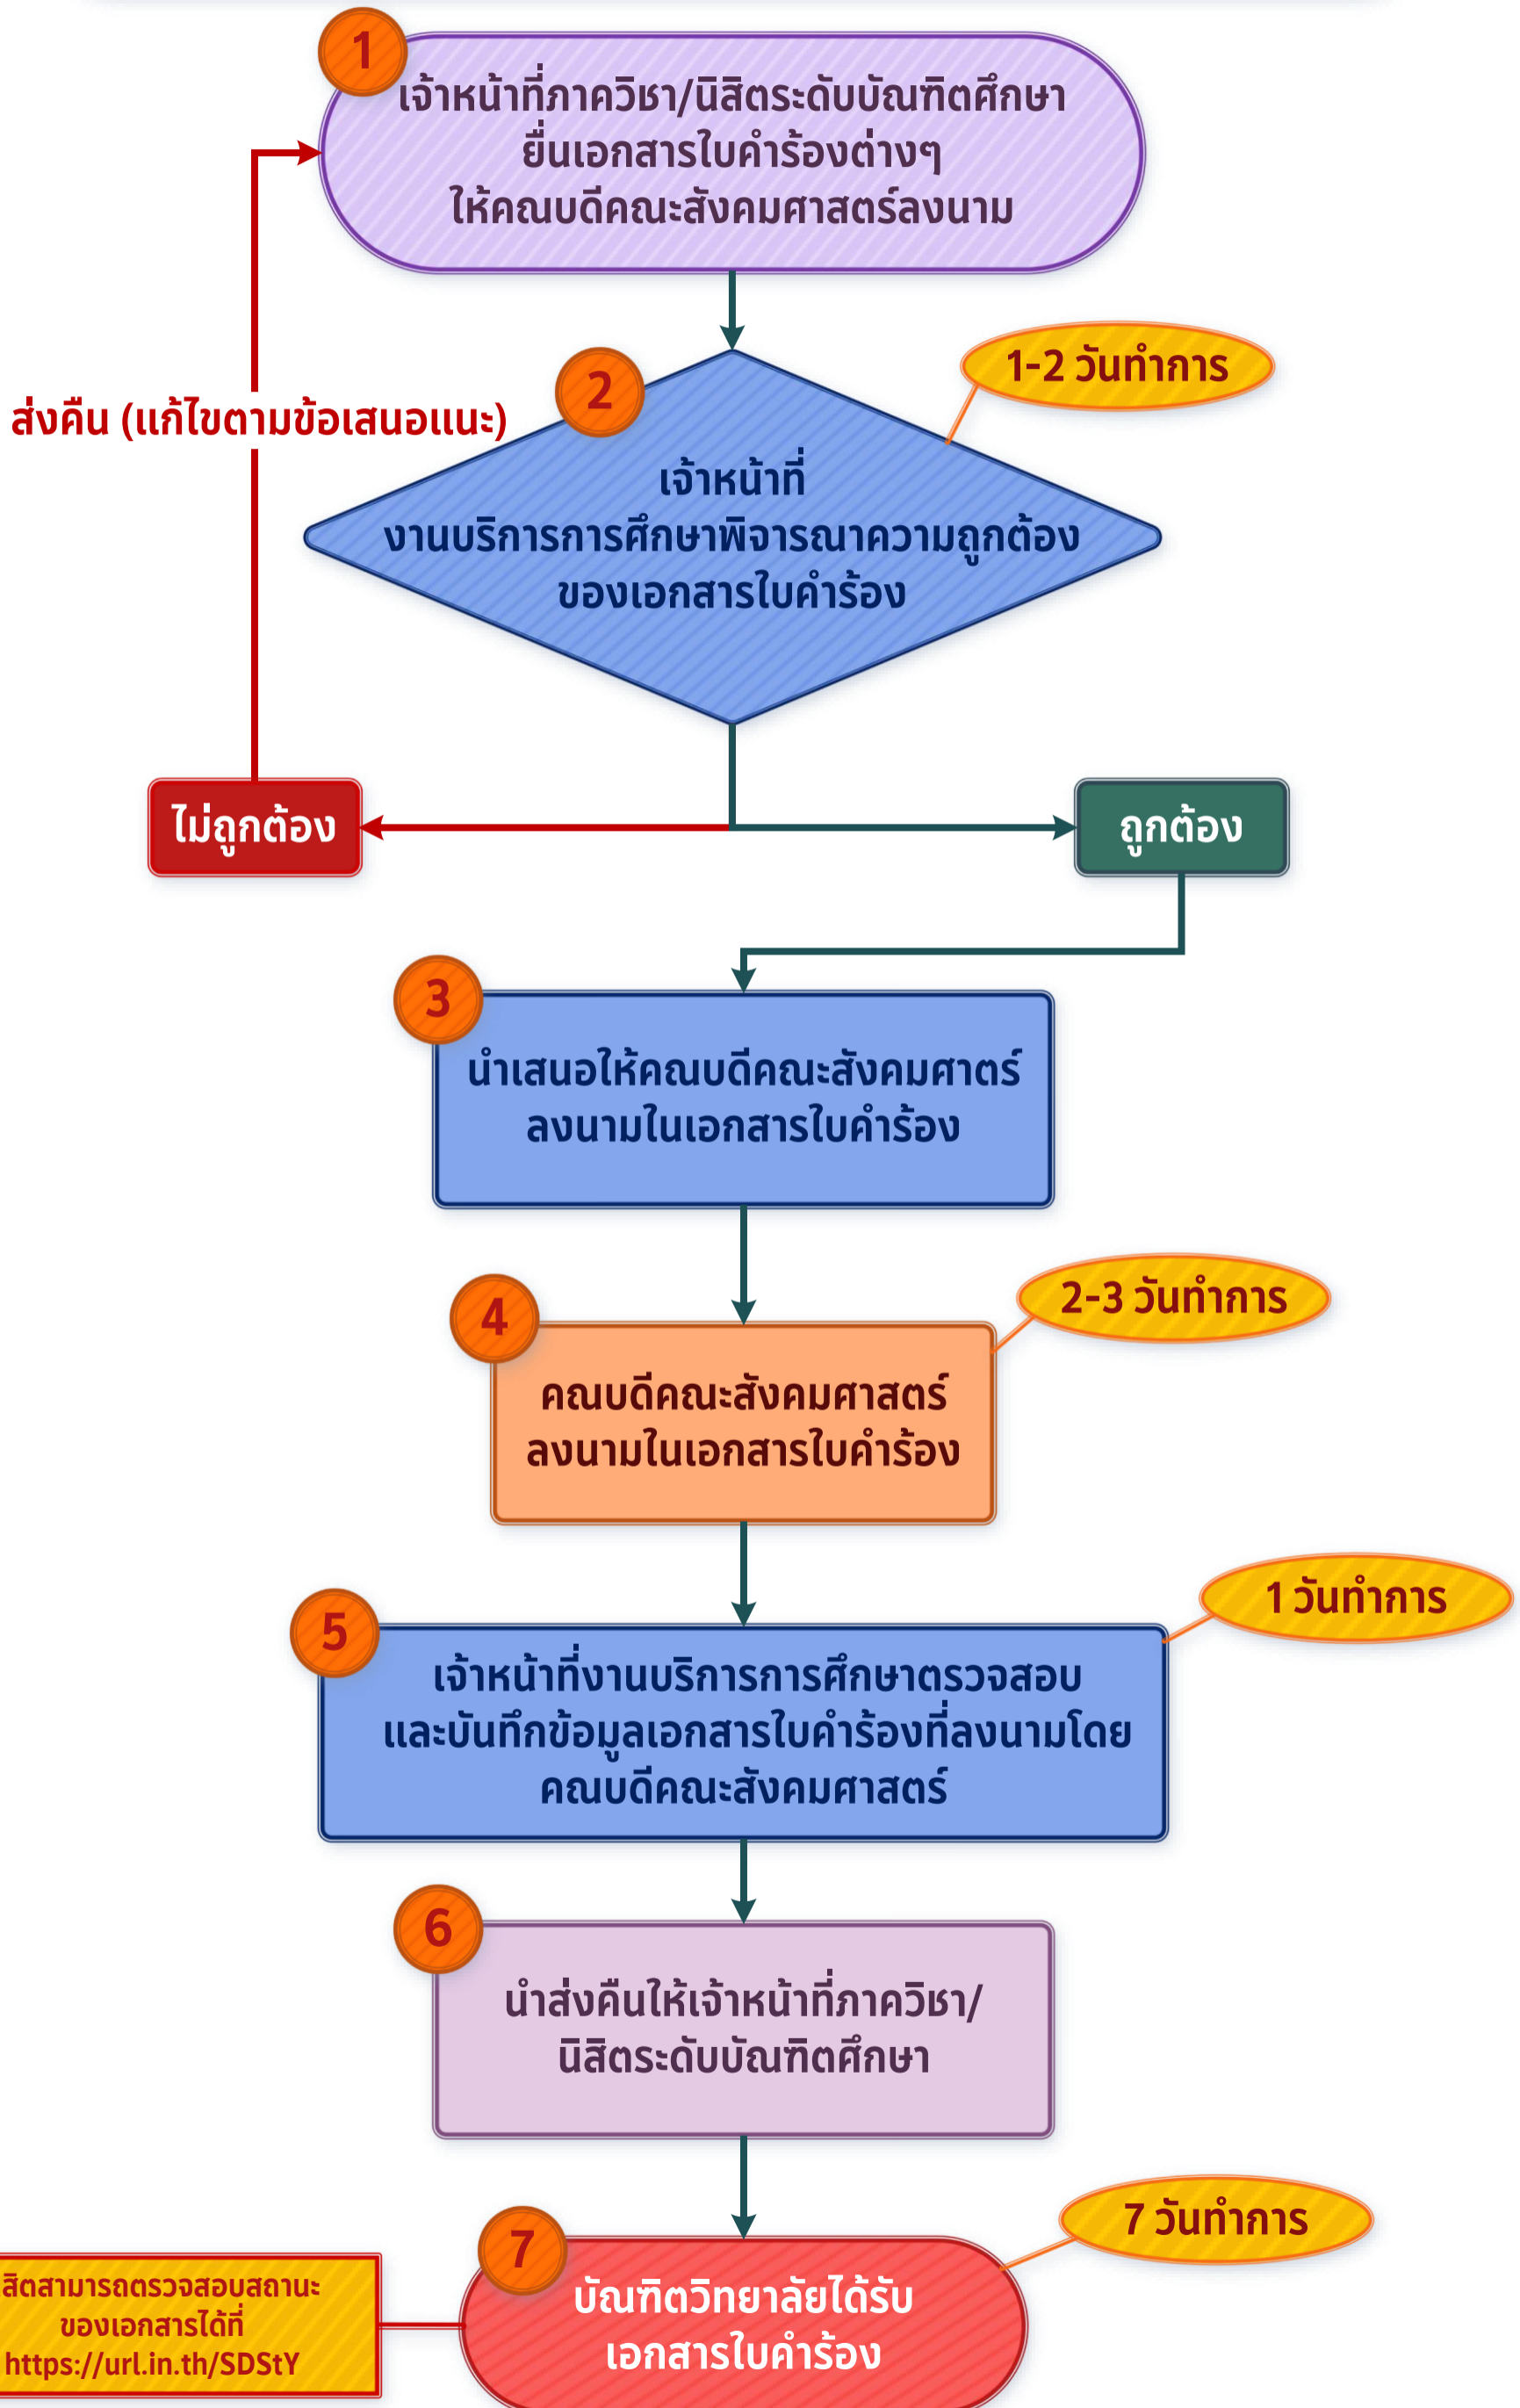 1
เจ้าหน้าที่ภาควิชา/นิสิตระดับบัณฑิตศึกษา
ยื่นเอกสารใบคำร้องต่างๆ
ให้คณบดีคณะสังคมศาสตร์ลงนาม
1-2 วันทำการ
2
ส่งคืน (แก้ไขตามข้อเสนอแนะ)
เจ้าหน้าที่
งานบริการการศึกษาพิจารณาความถูกต้อง
ของเอกสารใบคำร้อง
ไม่ถูกต้อง
ถูกต้อง
3
นำเสนอให้คณบดีคณะสังคมศาตร์
ลงนามในเอกสารใบคำร้อง
2-3 วันทำการ
4
คณบดีคณะสังคมศาสตร์
ลงนามในเอกสารใบคำร้อง
1 วันทำการ
5
เจ้าหน้าที่งานบริการการศึกษาตรวจสอบ
และบันทึกข้อมูลเอกสารใบคำร้องที่ลงนามโดย
คณบดีคณะสังคมศาสตร์
6
นำส่งคืนให้เจ้าหน้าที่ภาควิชา/
นิสิตระดับบัณฑิตศึกษา
7 วันทำการ
7
บัณฑิตวิทยาลัยได้รับ
เอกสารใบคำร้อง
สิตสามารถตรวจสอบสถานะ
ของเอกสารได้ที่
https://url.in.th/SDStY